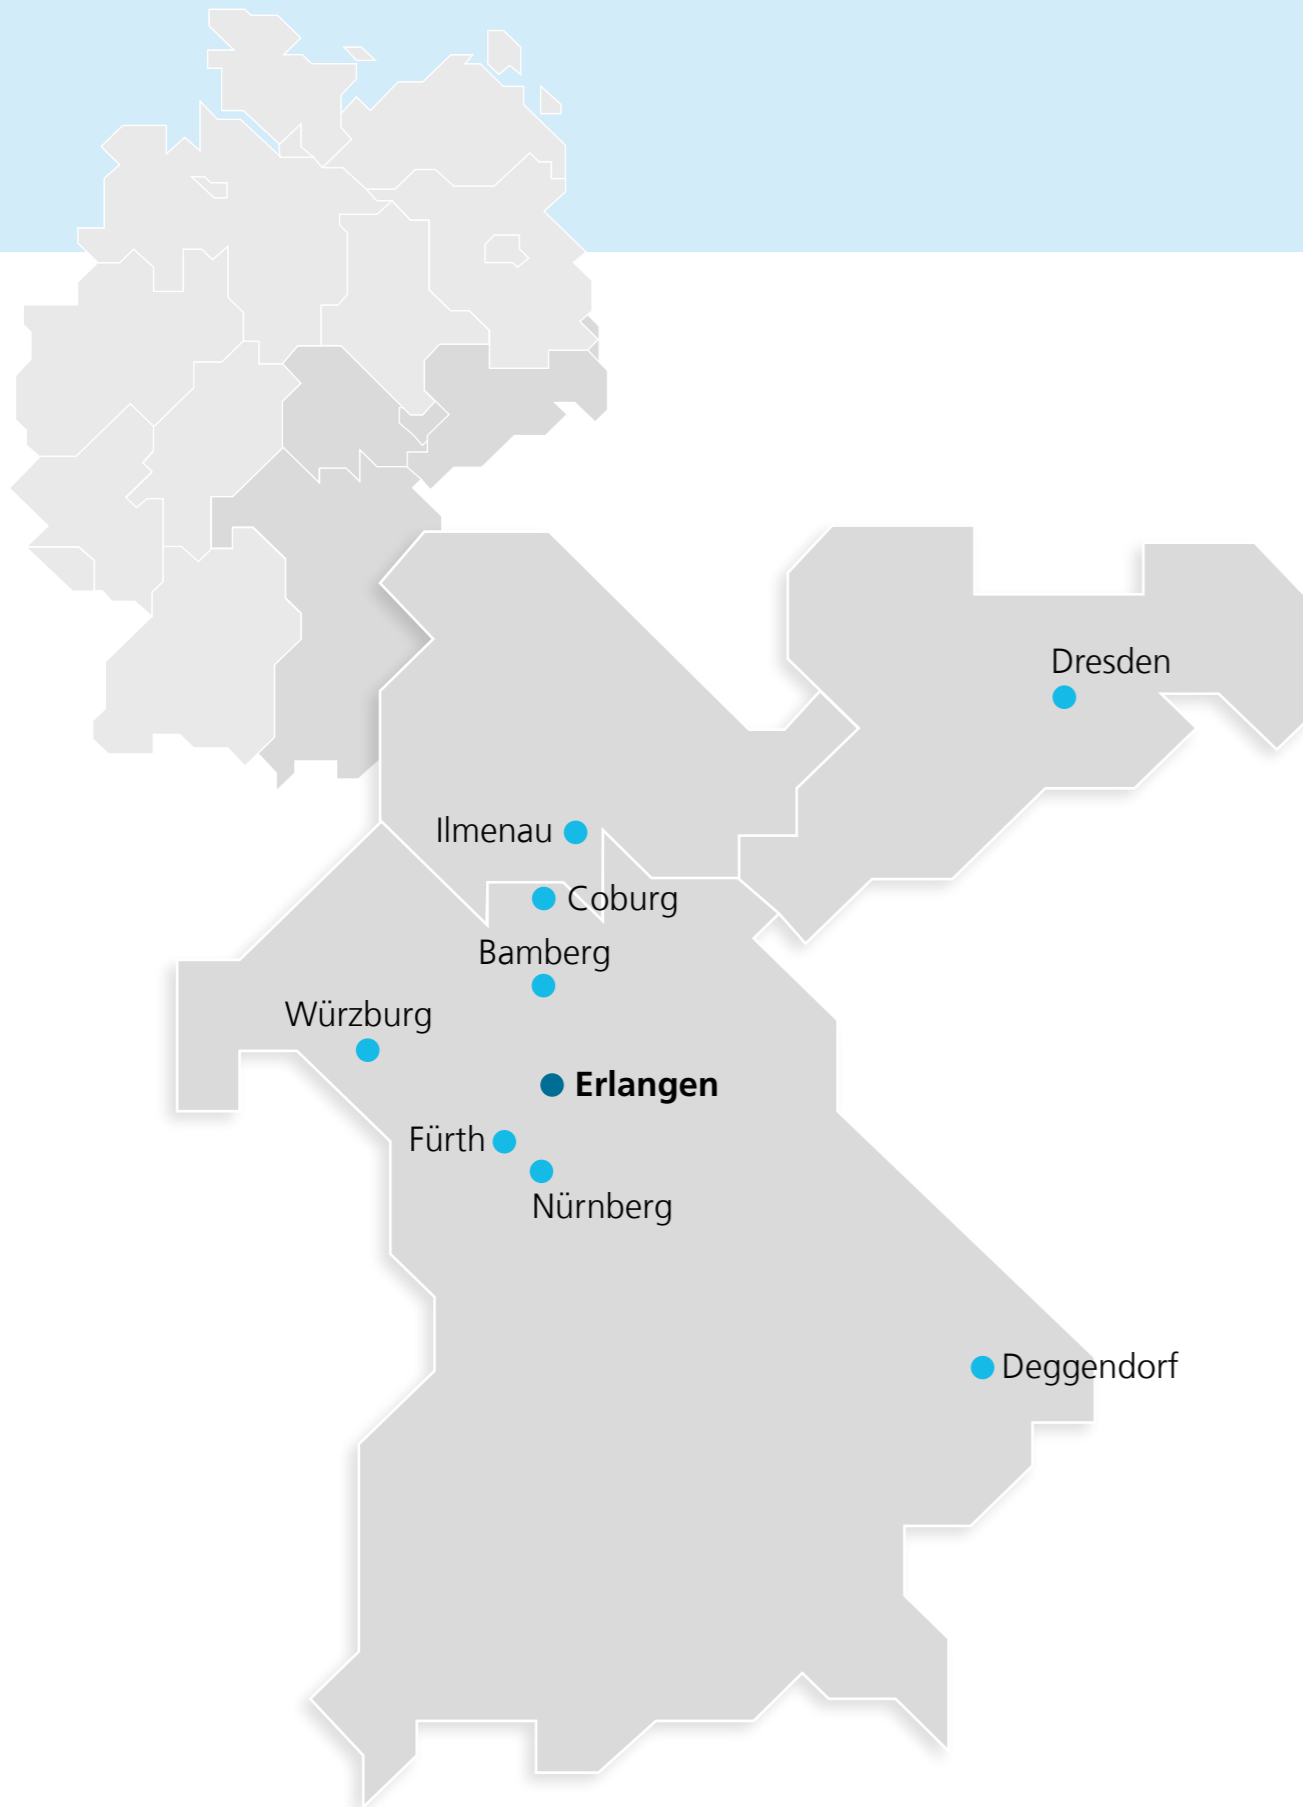 Dresden
Ilmenau
Coburg
Bamberg
Würzburg
Erlangen
Fürth
Nürnberg
Deggendorf